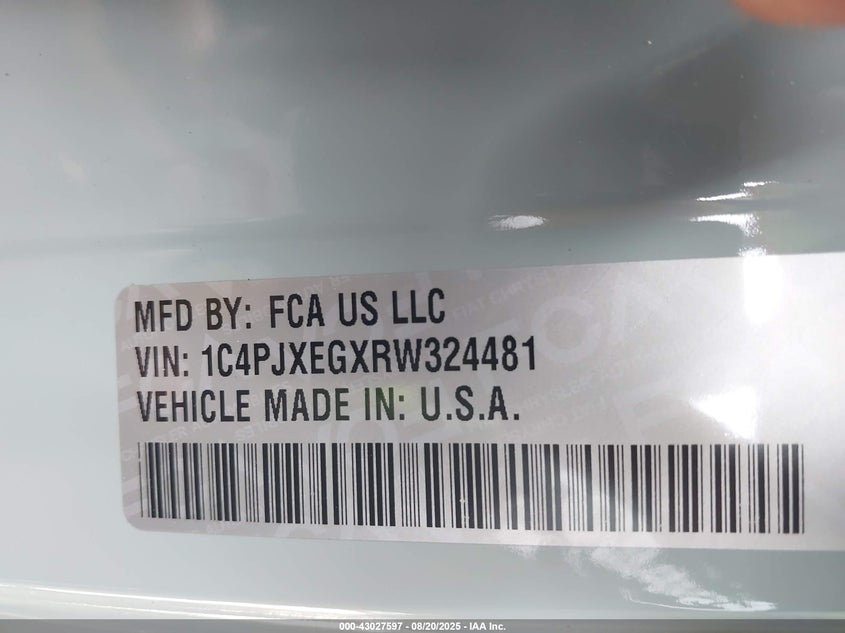 MFD BY: FCA US LLC
VIN: 1C4PJXEGXRW324481
VEHICLE MADE IN: U.S.A.
000-43027597 - 08/20/2025 - IAA Inc.